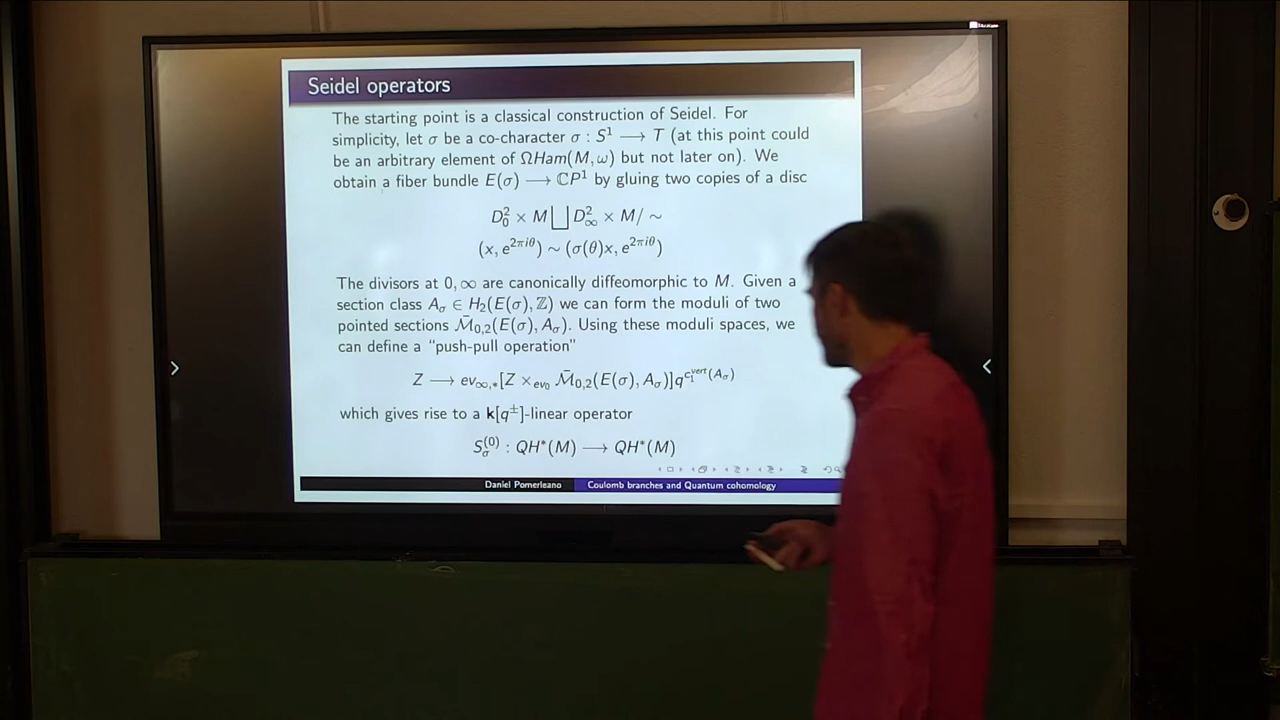 Seidel operators
The starting point is a classical construction of Seidel. For
simplicity, let σ be a co-character σ : S¹ ⟶ T (at this point could
be an arbitrary element of ΩHam(M, ω) but not later on). We
obtain a fiber bundle E(σ) ⟶ ℂP¹ by gluing two copies of a disc
D₀² × M ⨆ D∞² × M/ ∼
(x, e^{2πiθ}) ∼ (σ(θ)x, e^{2πiθ})
The divisors at 0, ∞ are canonically diffeomorphic to M. Given a
section class A_σ ∈ H₂(E(σ), ℤ) we can form the moduli of two
pointed sections M̄₀,₂(E(σ), A_σ). Using these moduli spaces, we
can define a "push-pull operation"
Z ⟶ ev_{∞,*}[Z ×_{ev₀} M̄₀,₂(E(σ), A_σ)]q^{c₁^{vert}(A_σ)}
which gives rise to a k[q^±]-linear operator
S_σ^{(0)} : QH*(M) ⟶ QH*(M)
Daniel Pomerleano Coulomb branches and Quantum cohomology